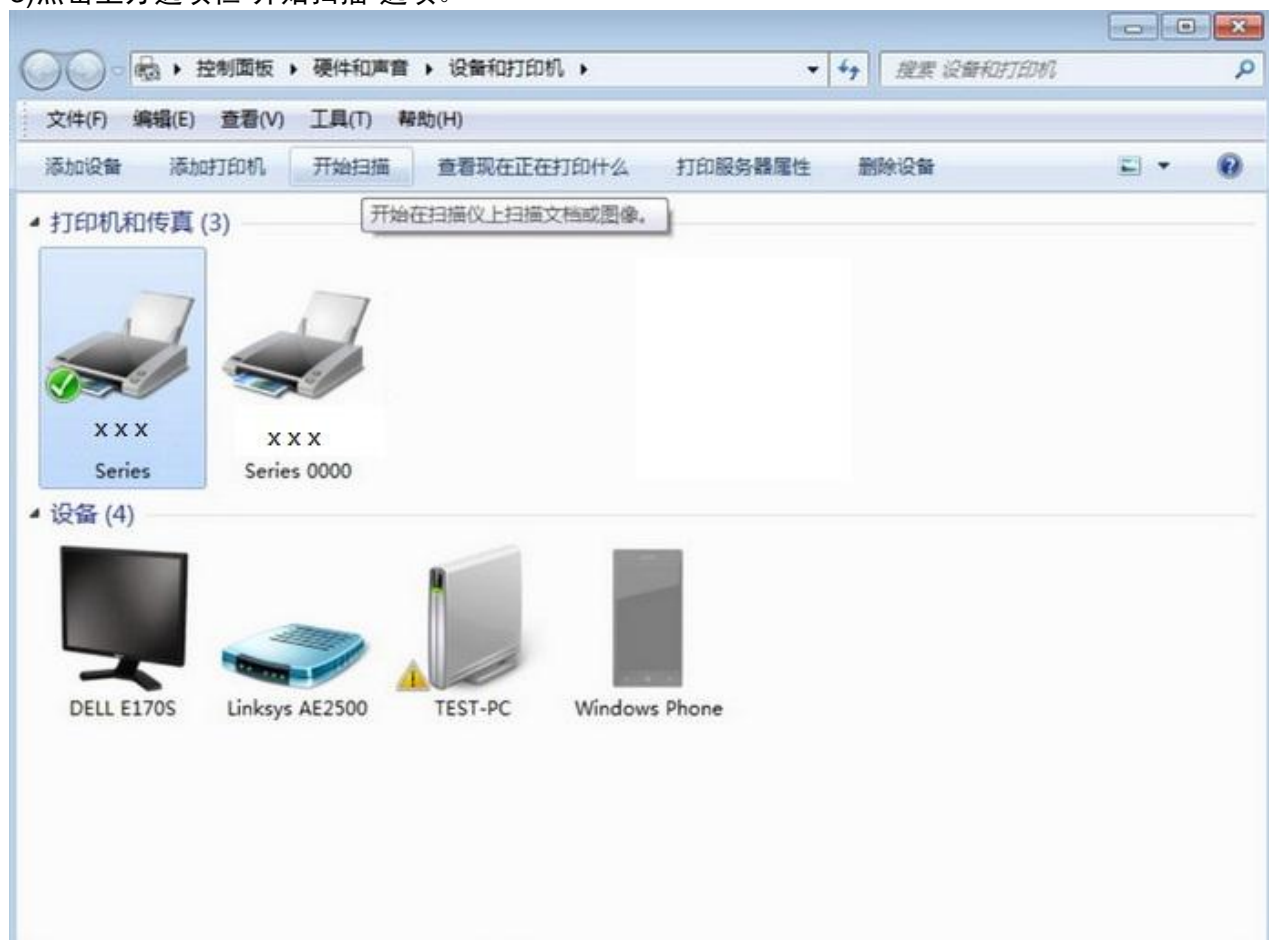 控制面板 ▸ 硬件和声音 ▸ 设备和打印机 ▸
搜索 设备和打印机
文件(F) 编辑(E) 查看(V) 工具(T) 帮助(H)
添加设备 添加打印机 开始扫描 查看现在正在打印什么 打印服务器属性 删除设备
开始在扫描仪上扫描文档或图像。
打印机和传真 (3)
x x x
Series
x x x
Series 0000
设备 (4)
DELL E170S
Linksys AE2500
TEST-PC
Windows Phone